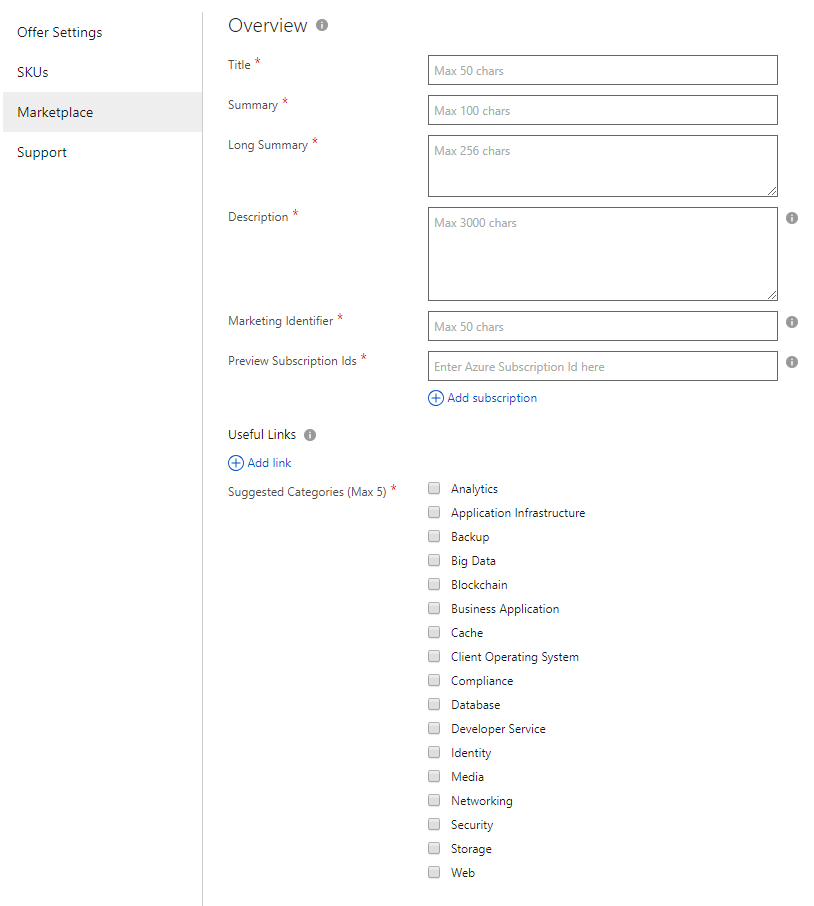 Offer Settings
SKUs
Marketplace
Support
Overview
Title *
Max 50 chars
Summary *
Max 100 chars
Long Summary *
Max 256 chars
Description *
Max 3000 chars
Marketing Identifier *
Max 50 chars
Preview Subscription Ids *
Enter Azure Subscription Id here
Add subscription
Useful Links
Add link
Suggested Categories (Max 5) *
Analytics
Application Infrastructure
Backup
Big Data
Blockchain
Business Application
Cache
Client Operating System
Compliance
Database
Developer Service
Identity
Media
Networking
Security
Storage
Web